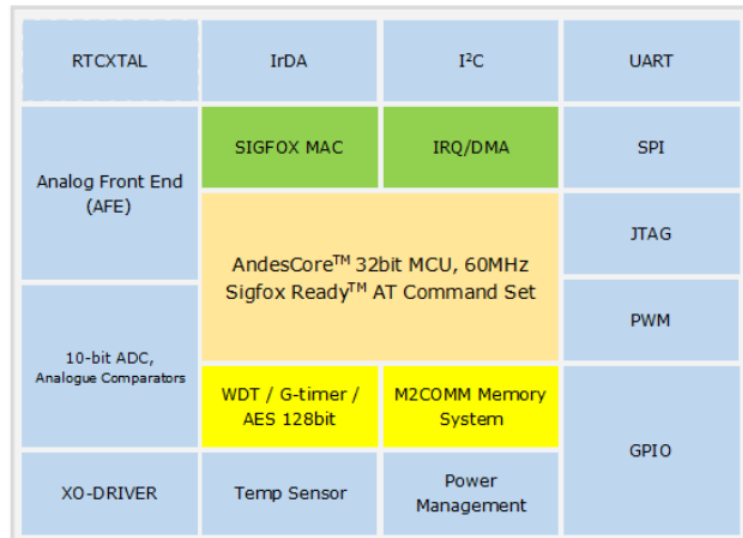 RTCXTAL
IrDA
I²C
UART
Analog Front End
(AFE)
SIGFOX MAC
IRQ/DMA
SPI
AndesCore™ 32bit MCU, 60MHz
Sigfox Ready™ AT Command Set
JTAG
PWM
10-bit ADC,
Analogue Comparators
WDT / G-timer /
AES 128bit
M2COMM Memory
System
GPIO
XO-DRIVER
Temp Sensor
Power
Management